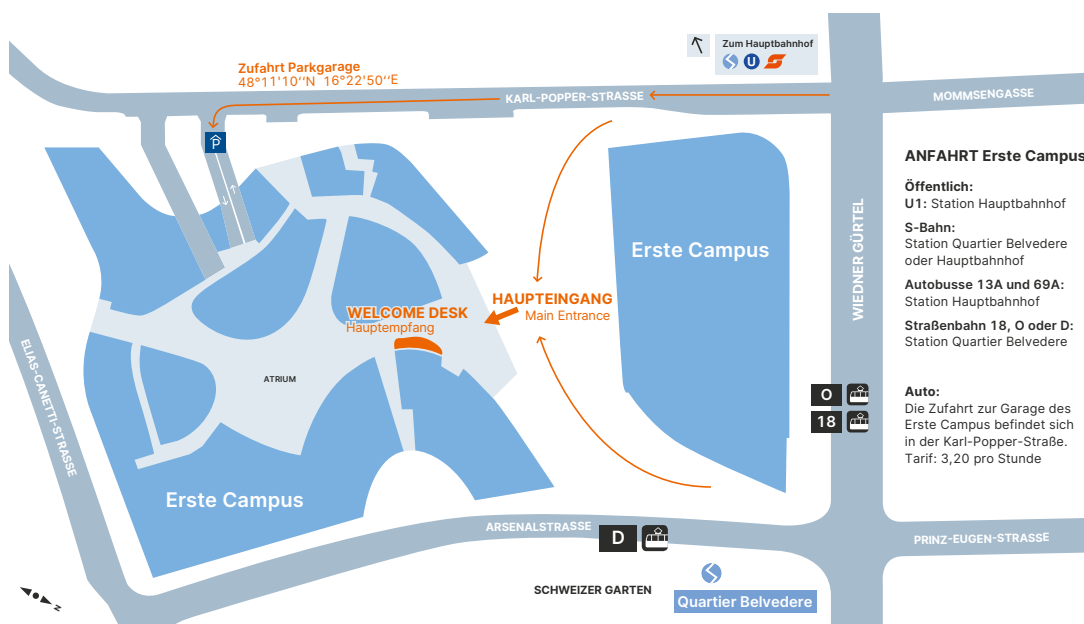 Zum Hauptbahnhof
U
Zufahrt Parkgarage
48°11'10‘‘N 16°22'50‘‘E
KARL-POPPER-STRASSE
MOMMSENGASSE
P
ANFAHRT Erste Campus
Öffentlich:
U1: Station Hauptbahnhof
S-Bahn:
Station Quartier Belvedere
oder Hauptbahnhof
Autobusse 13A und 69A:
Station Hauptbahnhof
Straßenbahn 18, O oder D:
Station Quartier Belvedere
Auto:
Die Zufahrt zur Garage des
Erste Campus befindet sich
in der Karl-Popper-Straße.
Tarif: 3,20 pro Stunde
WIEDNER GÜRTEL
Erste Campus
HAUPTEINGANG
Main Entrance
WELCOME DESK
Hauptempfang
ATRIUM
ELIAS-CANETTI-STRASSE
O
18
Erste Campus
ARSENALSTRASSE
D
PRINZ-EUGEN-STRASSE
SCHWEIZER GARTEN
Quartier Belvedere
N